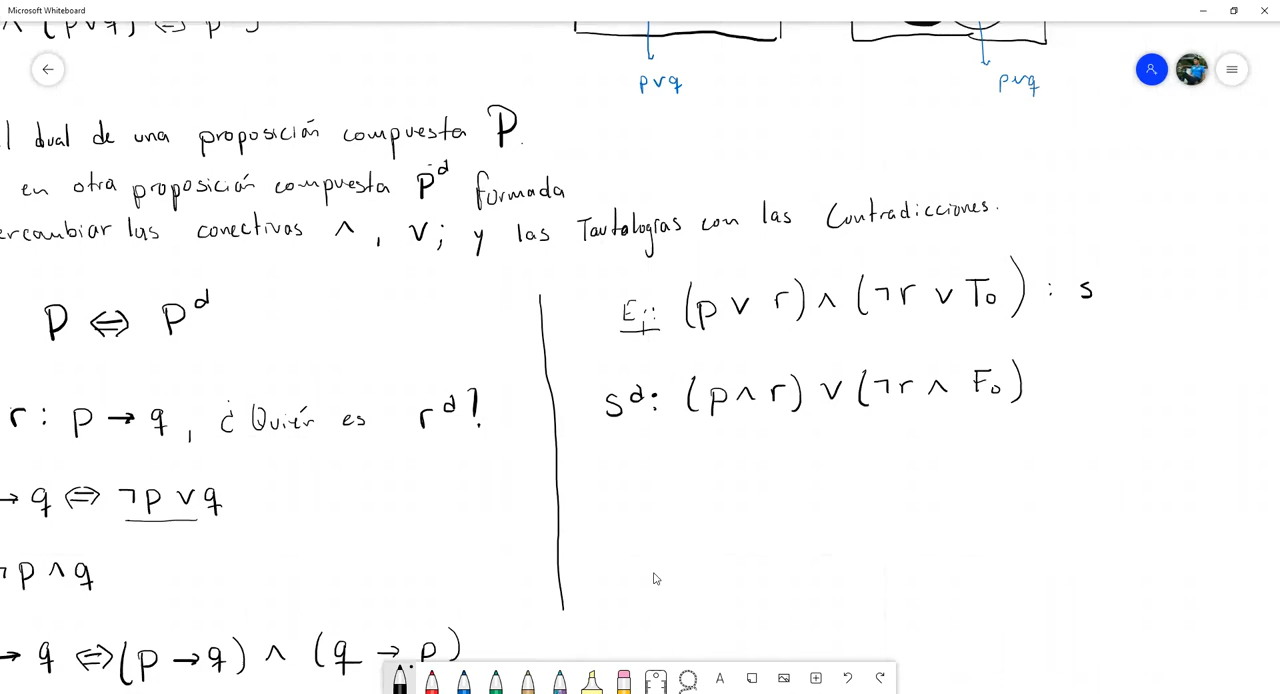 Microsoft Whiteboard
∧ (p∨q) ⇔ p
p∨q
p⊻q
l dual de una proposición compuesta P.
en otra proposición compuesta P^d formada
ercambiar las conectivas ∧, ∨; y las Tautologías con las Contradicciones.
P ⇔ P^d
r: p → q, ¿Quién es r^d?
→ q ⇔ ¬p ∨ q
¬p ∧ q
→ q ⇔ (p → q) ∧ (q → p)
Ej: (p ∨ r) ∧ (¬r ∨ T₀) : s
s^d: (p ∧ r) ∨ (¬r ∧ F₀)